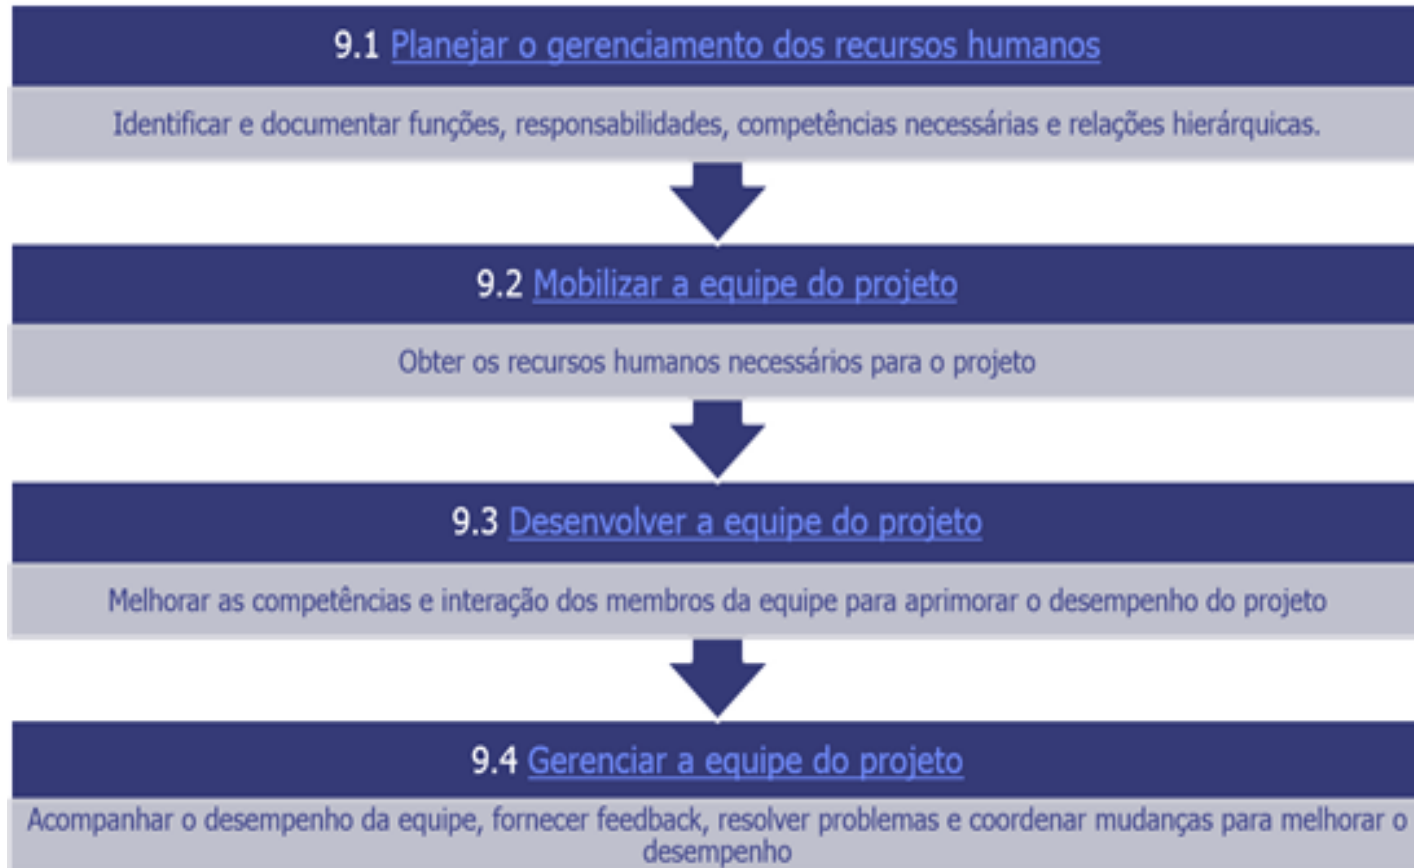 9.1 Planejar o gerenciamento dos recursos humanos
Identificar e documentar funções, responsabilidades, competências necessárias e relações hierárquicas.
9.2 Mobilizar a equipe do projeto
Obter os recursos humanos necessários para o projeto
9.3 Desenvolver a equipe do projeto
Melhorar as competências e interação dos membros da equipe para aprimorar o desempenho do projeto
9.4 Gerenciar a equipe do projeto
Acompanhar o desempenho da equipe, fornecer feedback, resolver problemas e coordenar mudanças para melhorar o
desempenho